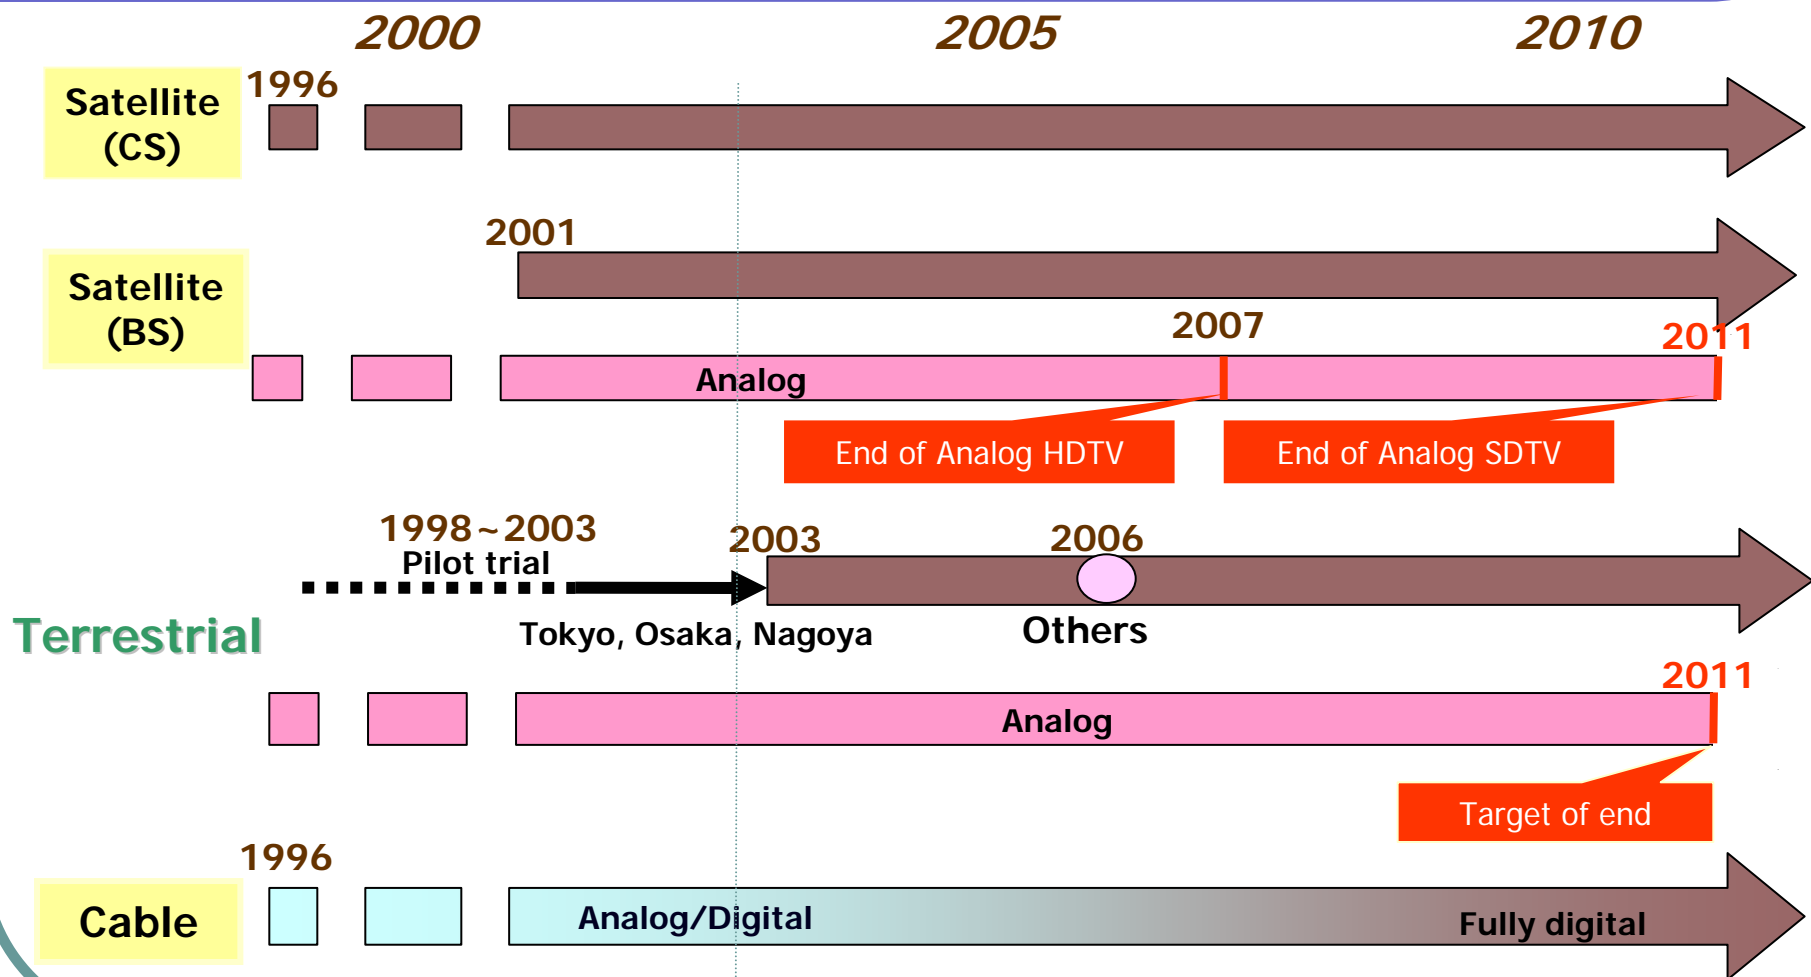 2000 2005 2010
Satellite
(CS)
1996
Satellite
(BS)
2001
2007
2011
Analog
End of Analog HDTV
End of Analog SDTV
Terrestrial
1998~2003
Pilot trial
2003
2006
Tokyo, Osaka, Nagoya
Others
2011
Analog
Target of end
Cable
1996
Analog/Digital
Fully digital